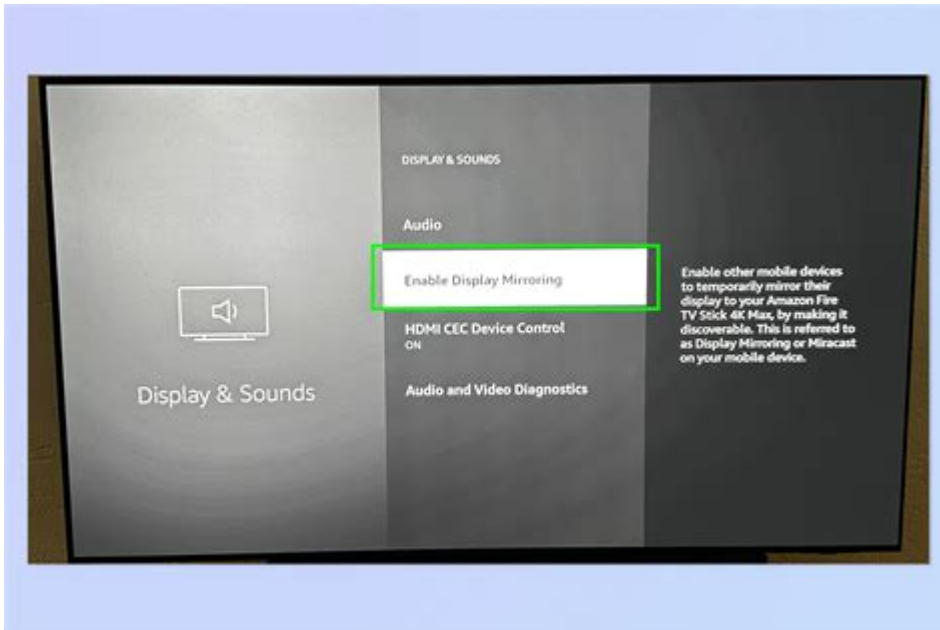 DISPLAY & SOUNDS
Audio
Enable Display Mirroring
HDMI CEC Device Control
ON
Audio and Video Diagnostics
Display & Sounds
Enable other mobile devices
to temporarily mirror their
display to your Amazon Fire
TV Stick 4K Max, by making it
discoverable. This is referred to
as Display Mirroring or Miracast
on your mobile device.